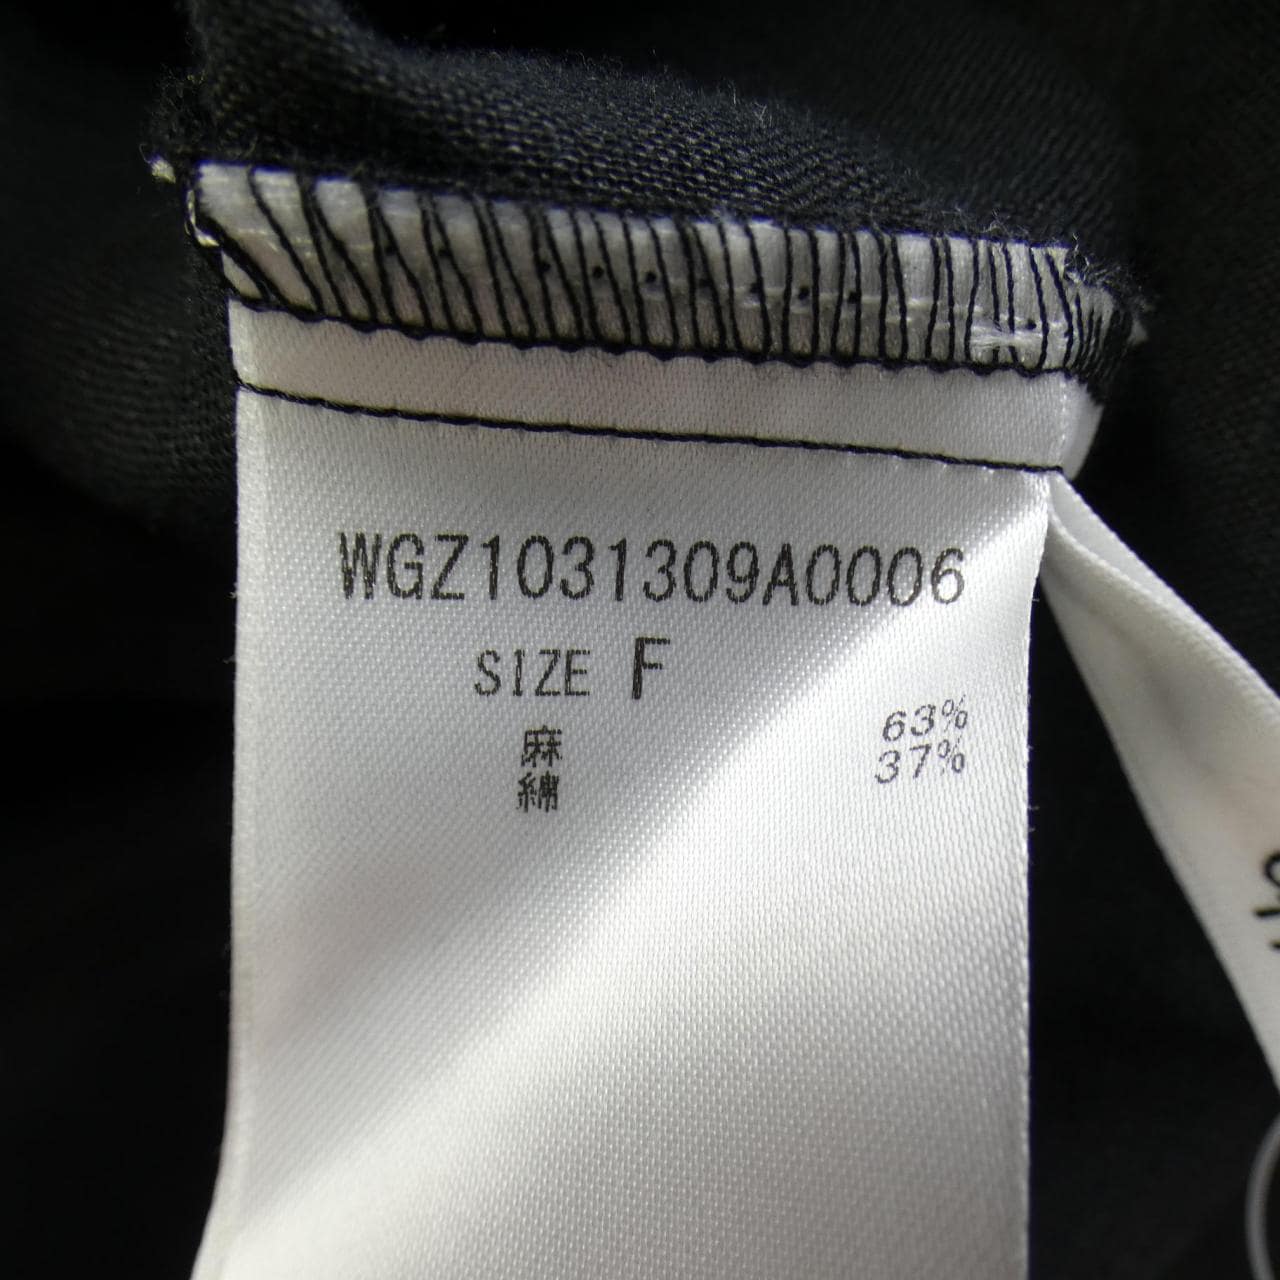 WGZ1031309A0006
SIZE F
麻 63%
綿 37%